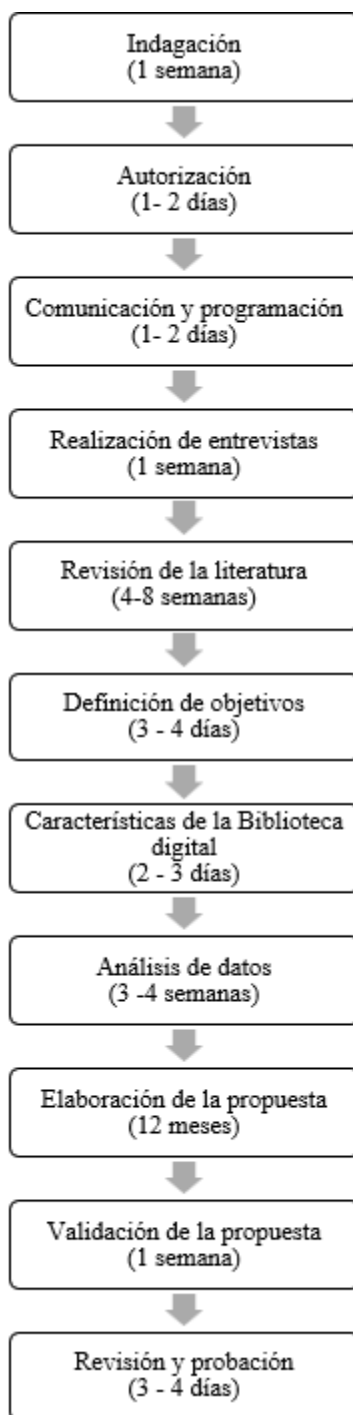 Indagación
(1 semana)
Autorización
(1- 2 días)
Comunicación y programación
(1- 2 días)
Realización de entrevistas
(1 semana)
Revisión de la literatura
(4-8 semanas)
Definición de objetivos
(3 - 4 días)
Características de la Biblioteca
digital
(2 - 3 días)
Análisis de datos
(3 -4 semanas)
Elaboración de la propuesta
(12 meses)
Validación de la propuesta
(1 semana)
Revisión y probación
(3 - 4 días)